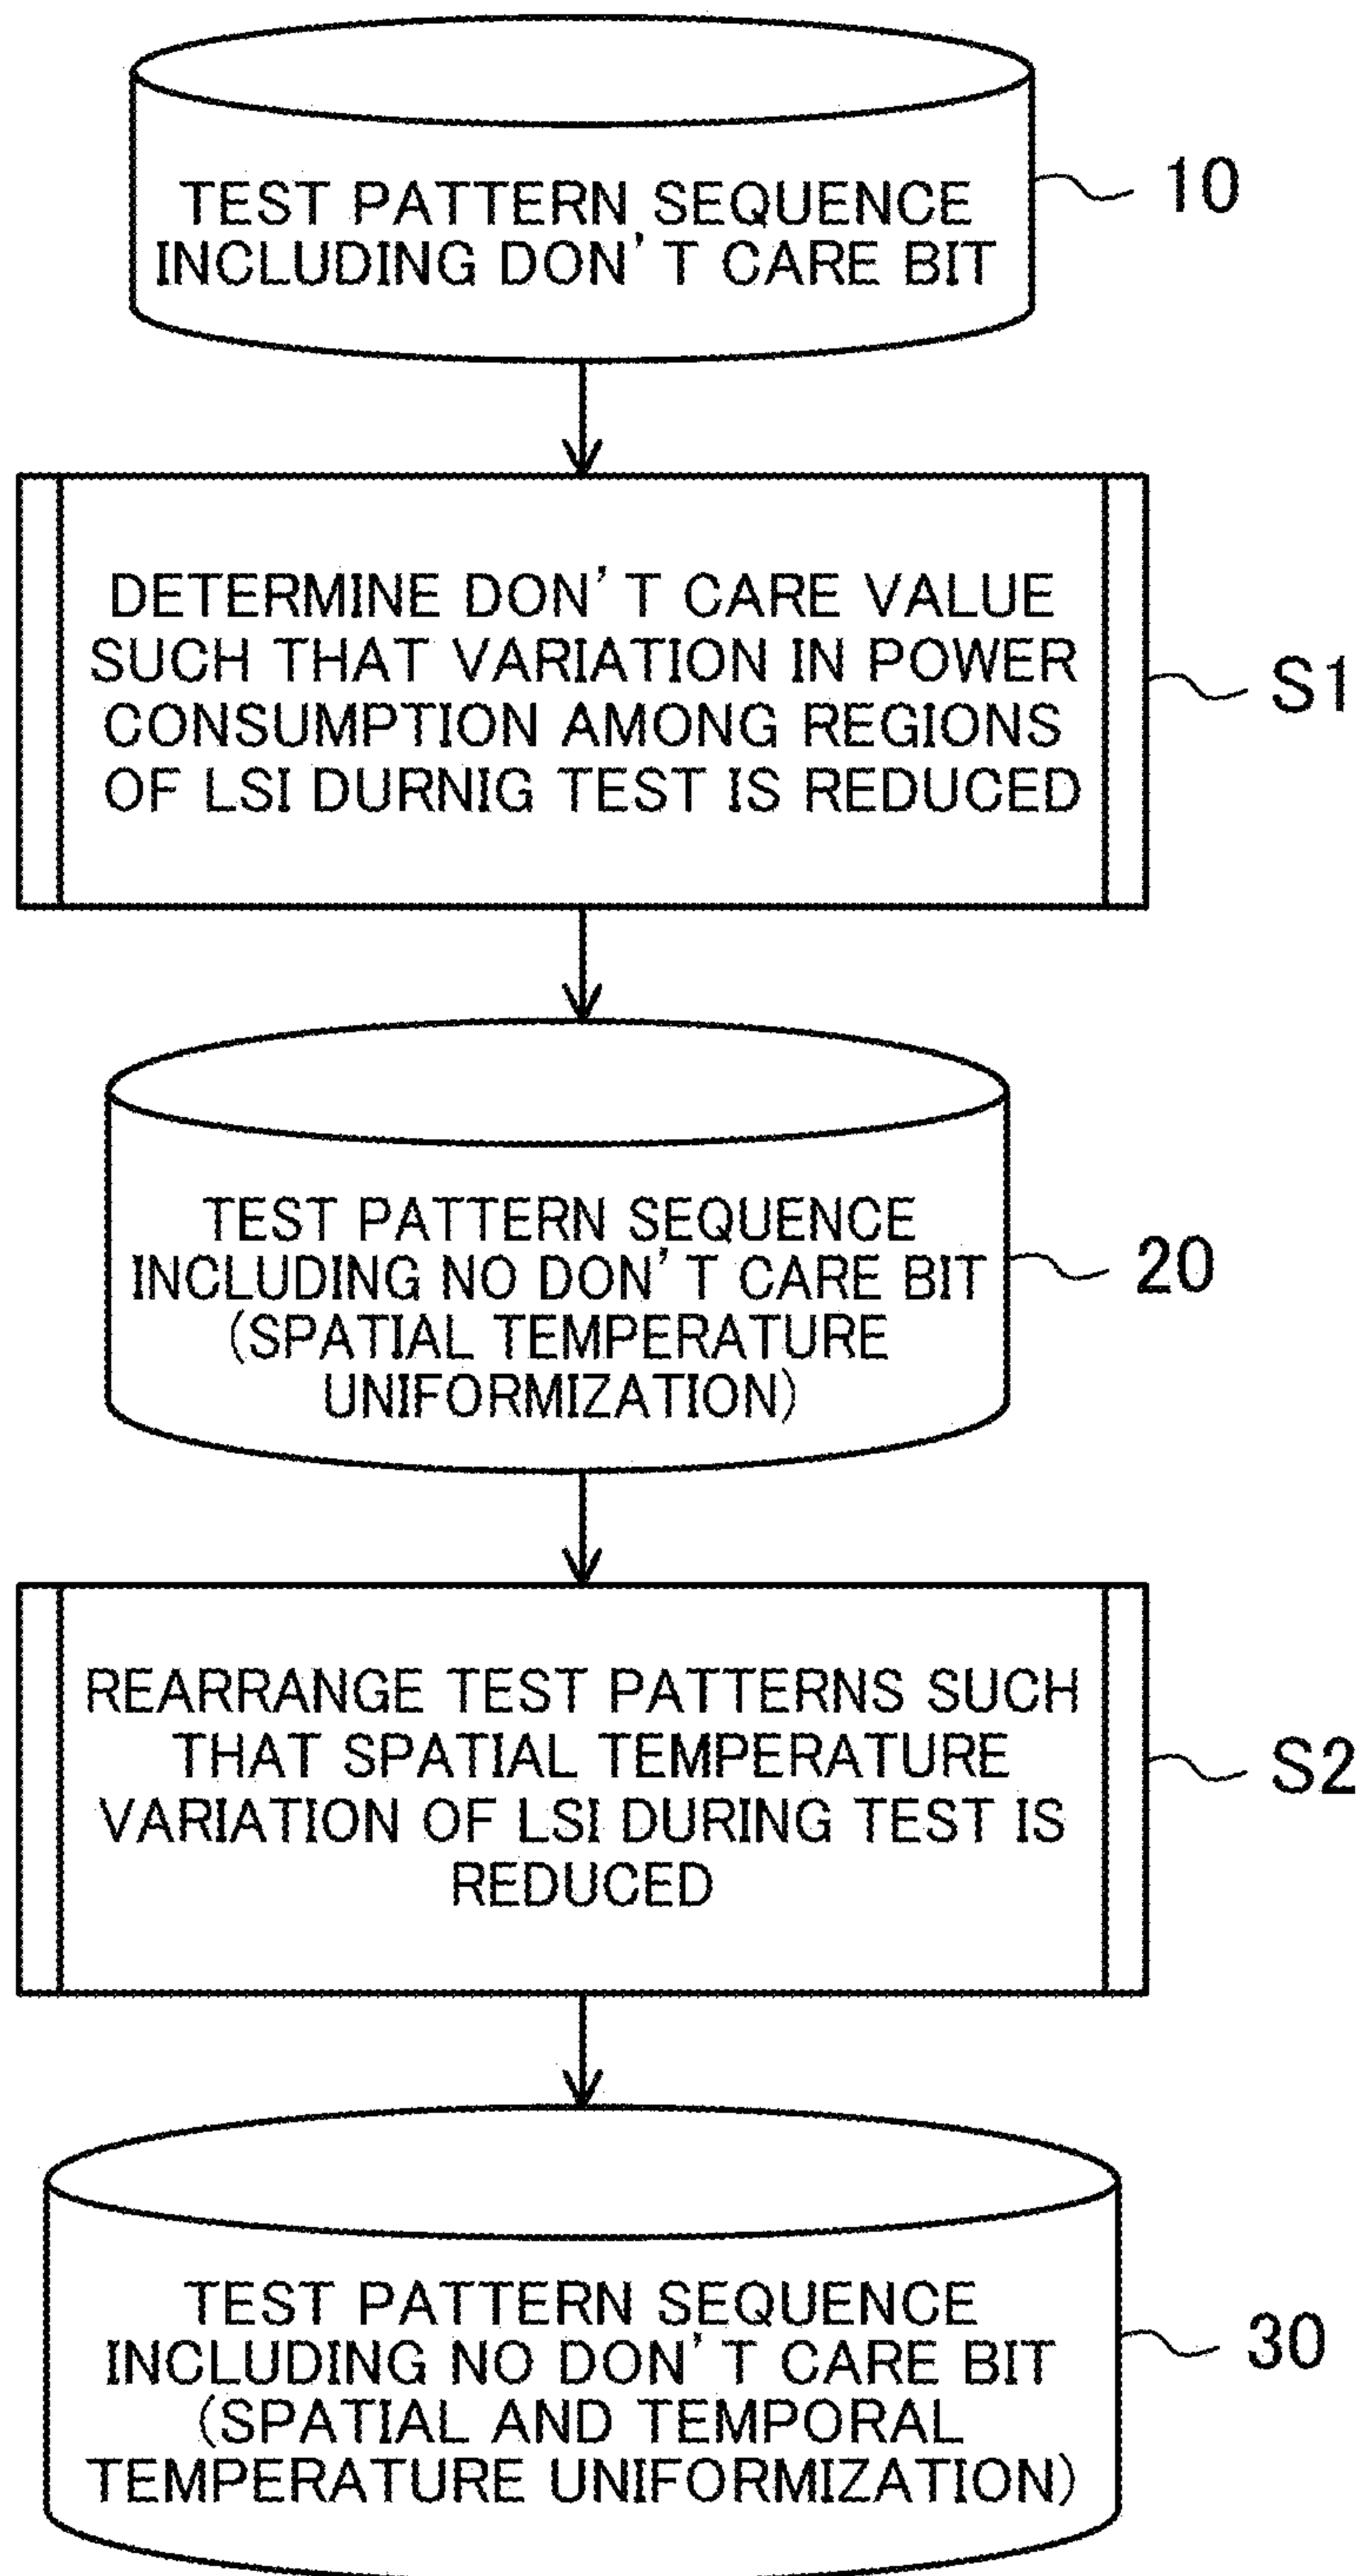 TEST PATTERN SEQUENCE
INCLUDING DON'T CARE BIT
10
DETERMINE DON'T CARE VALUE
SUCH THAT VARIATION IN POWER
CONSUMPTION AMONG REGIONS
OF LSI DURNIG TEST IS REDUCED
S1
TEST PATTERN SEQUENCE
INCLUDING NO DON'T CARE BIT
(SPATIAL TEMPERATURE
UNIFORMIZATION)
20
REARRANGE TEST PATTERNS SUCH
THAT SPATIAL TEMPERATURE
VARIATION OF LSI DURING TEST IS
REDUCED
S2
TEST PATTERN SEQUENCE
INCLUDING NO DON'T CARE BIT
(SPATIAL AND TEMPORAL
TEMPERATURE UNIFORMIZATION)
30